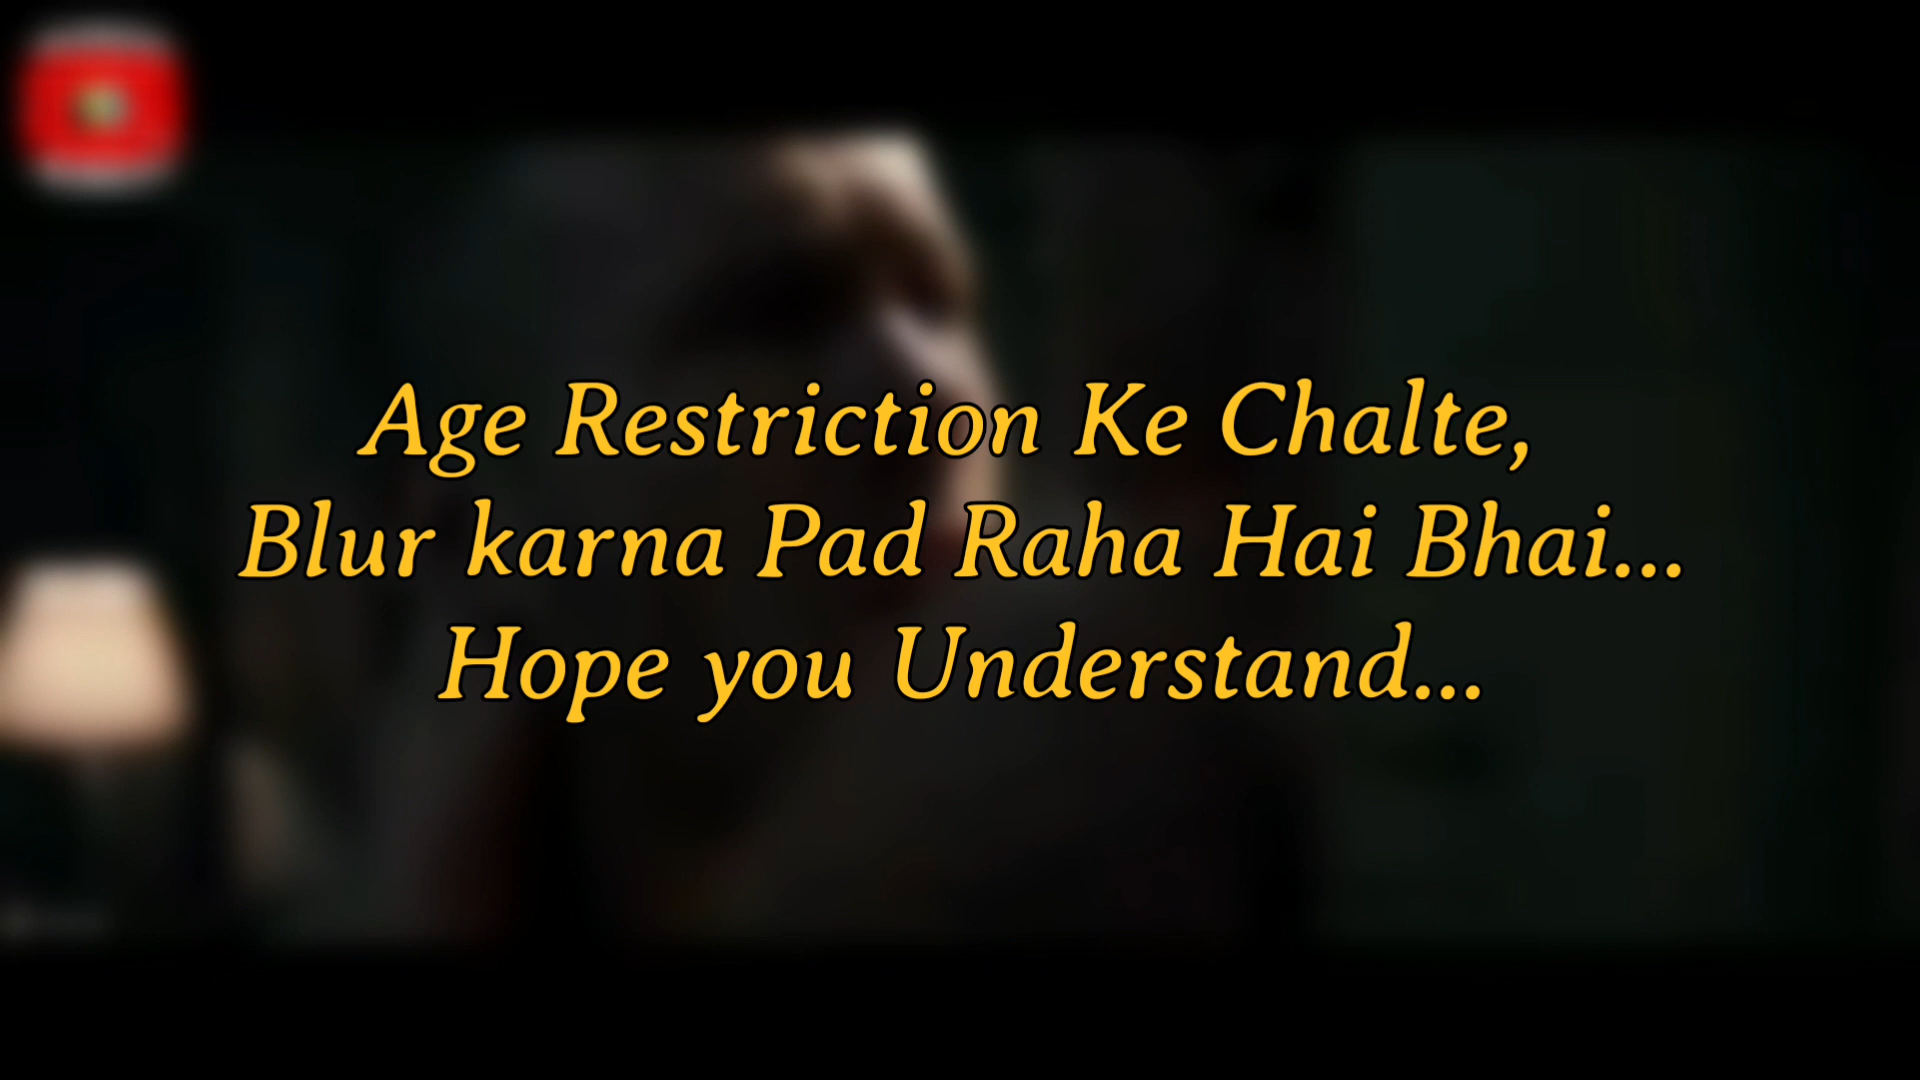 Age Restriction Ke Chalte,
Blur karna Pad Raha Hai Bhai...
Hope you Understand...